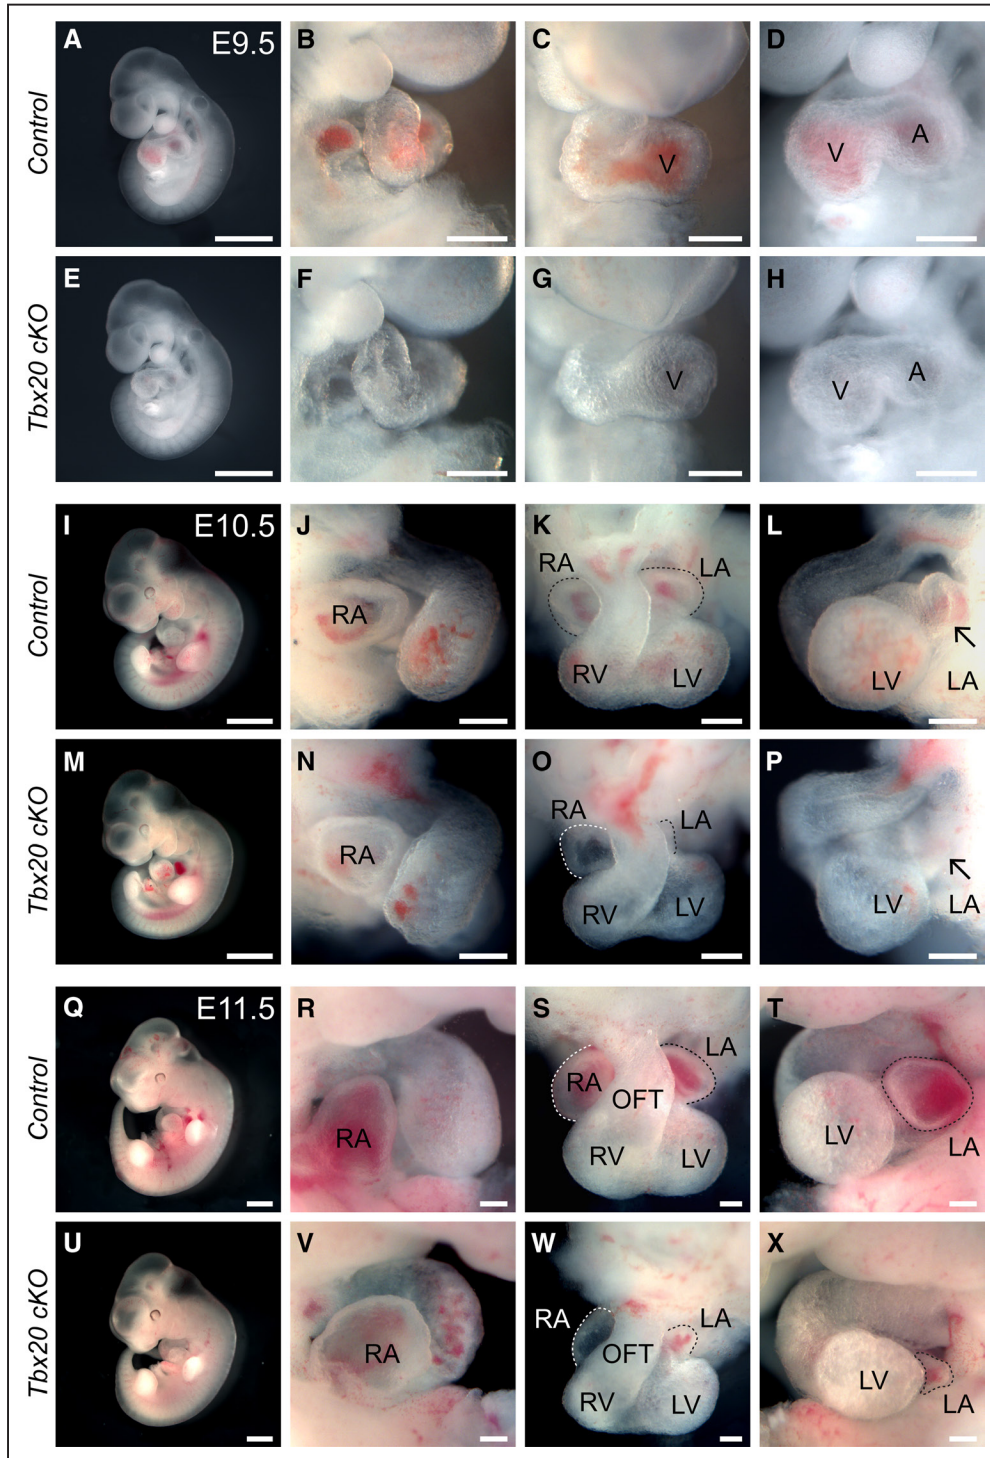 A E9.5 B C D
Control
V V A
E F G H
Tbx20 cKO
V V A
I E10.5 J K L
Control
RA LA
RA
RV LV LV LA
M N O P
Tbx20 cKO
RA LA
RA
RV LV LV LA
Q E11.5 R S T
Control
LA
RA RA OFT
RV LV LV LA
U V W X
Tbx20 cKO
RA LA
RA OFT LV
RV LV LA